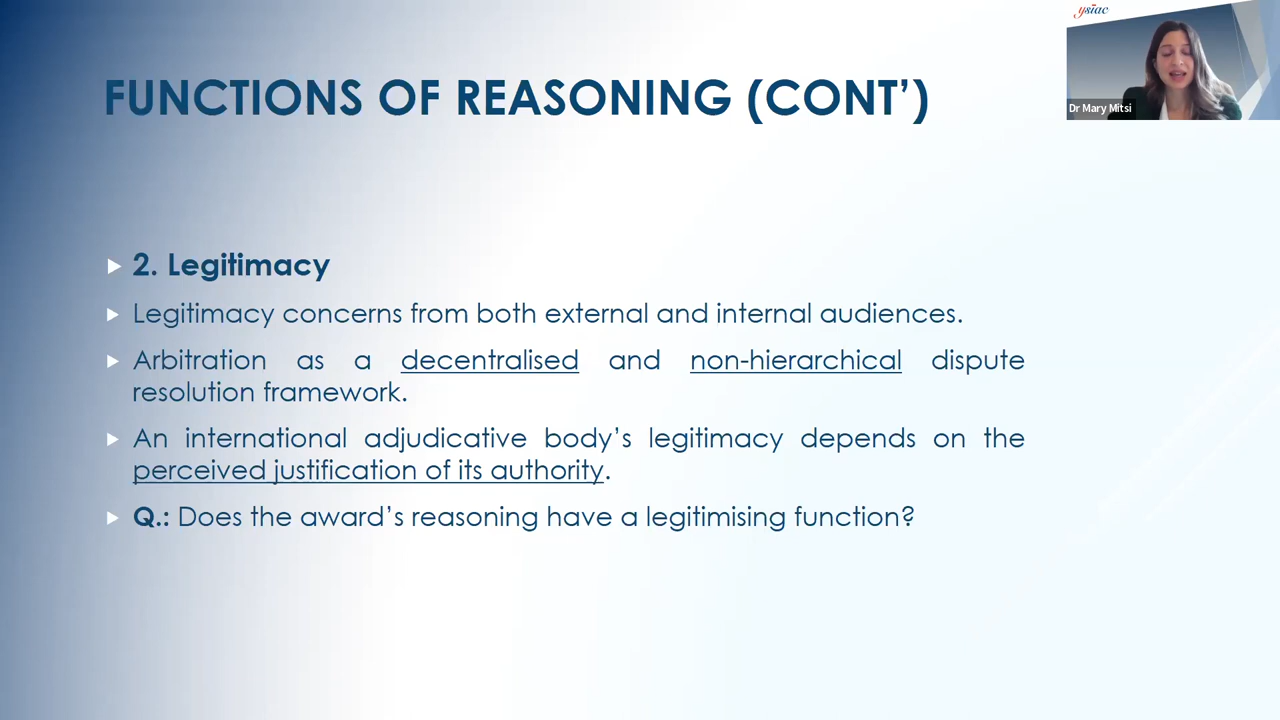 ysiac
Dr Mary Mitsi
FUNCTIONS OF REASONING (CONT’)
2. Legitimacy
Legitimacy concerns from both external and internal audiences.
Arbitration as a decentralised and non-hierarchical dispute
resolution framework.
An international adjudicative body’s legitimacy depends on the
perceived justification of its authority.
Q.: Does the award’s reasoning have a legitimising function?